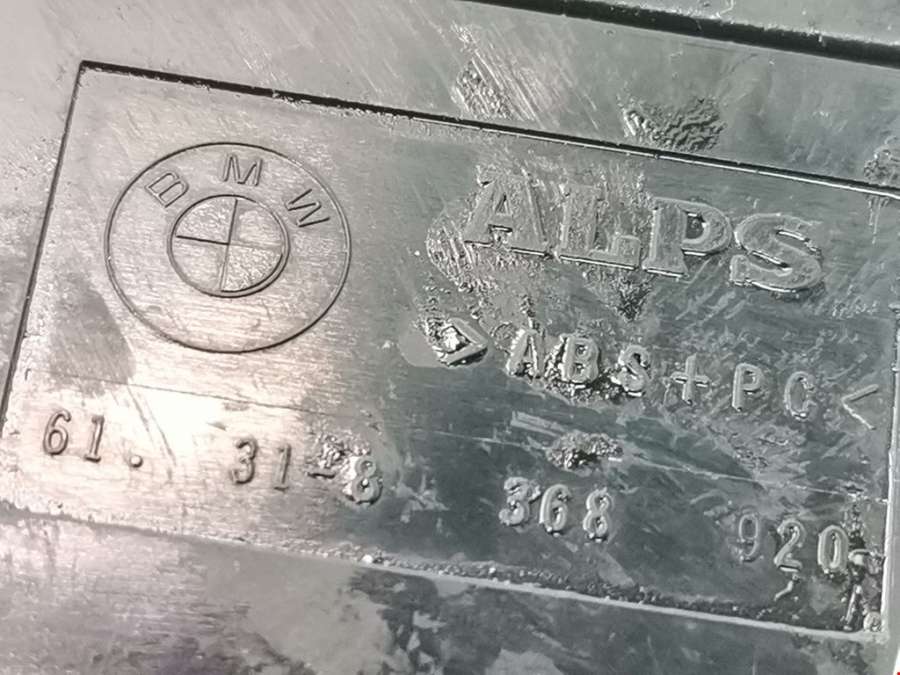 BMW
ALPS
>ABS+PC<
61. 31-8 368 920